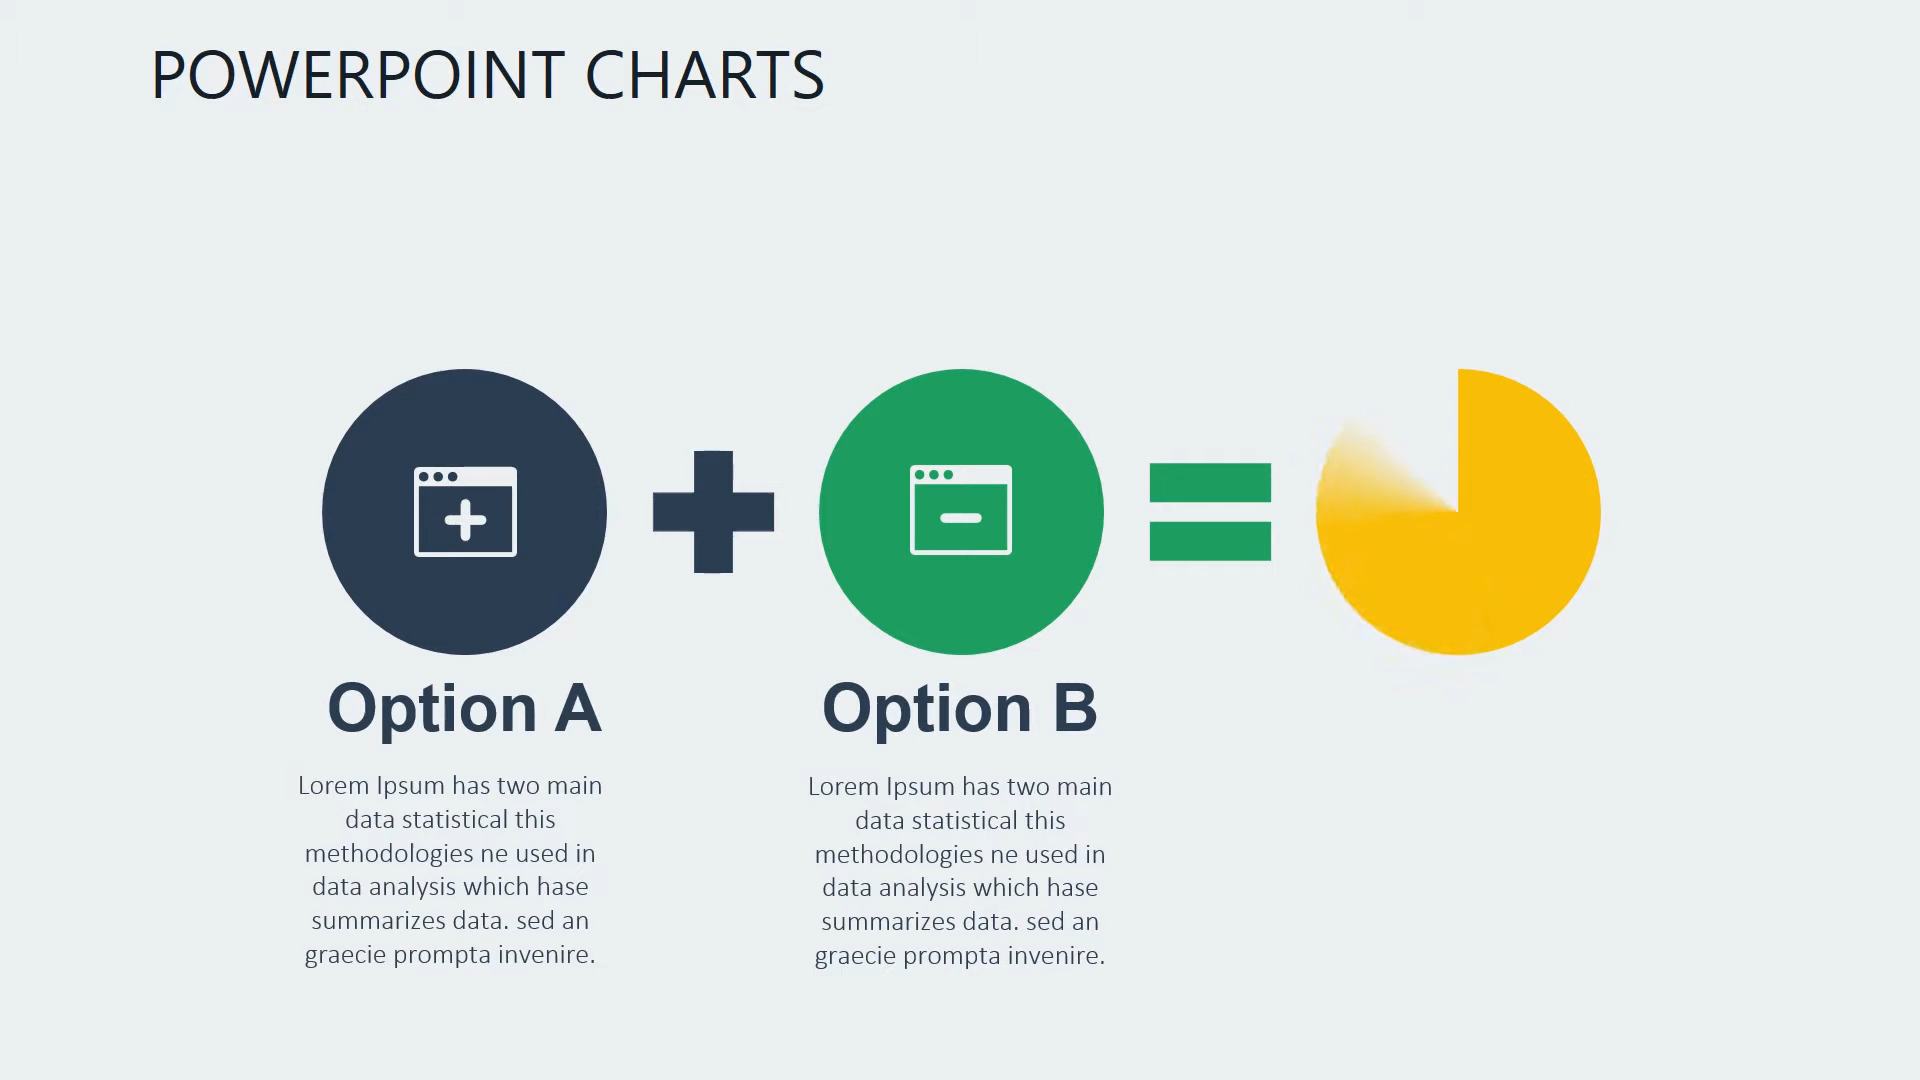 POWERPOINT CHARTS
Option A
Lorem Ipsum has two main
data statistical this
methodologies ne used in
data analysis which hase
summarizes data. sed an
graecie prompta invenire.
Option B
Lorem Ipsum has two main
data statistical this
methodologies ne used in
data analysis which hase
summarizes data. sed an
graecie prompta invenire.